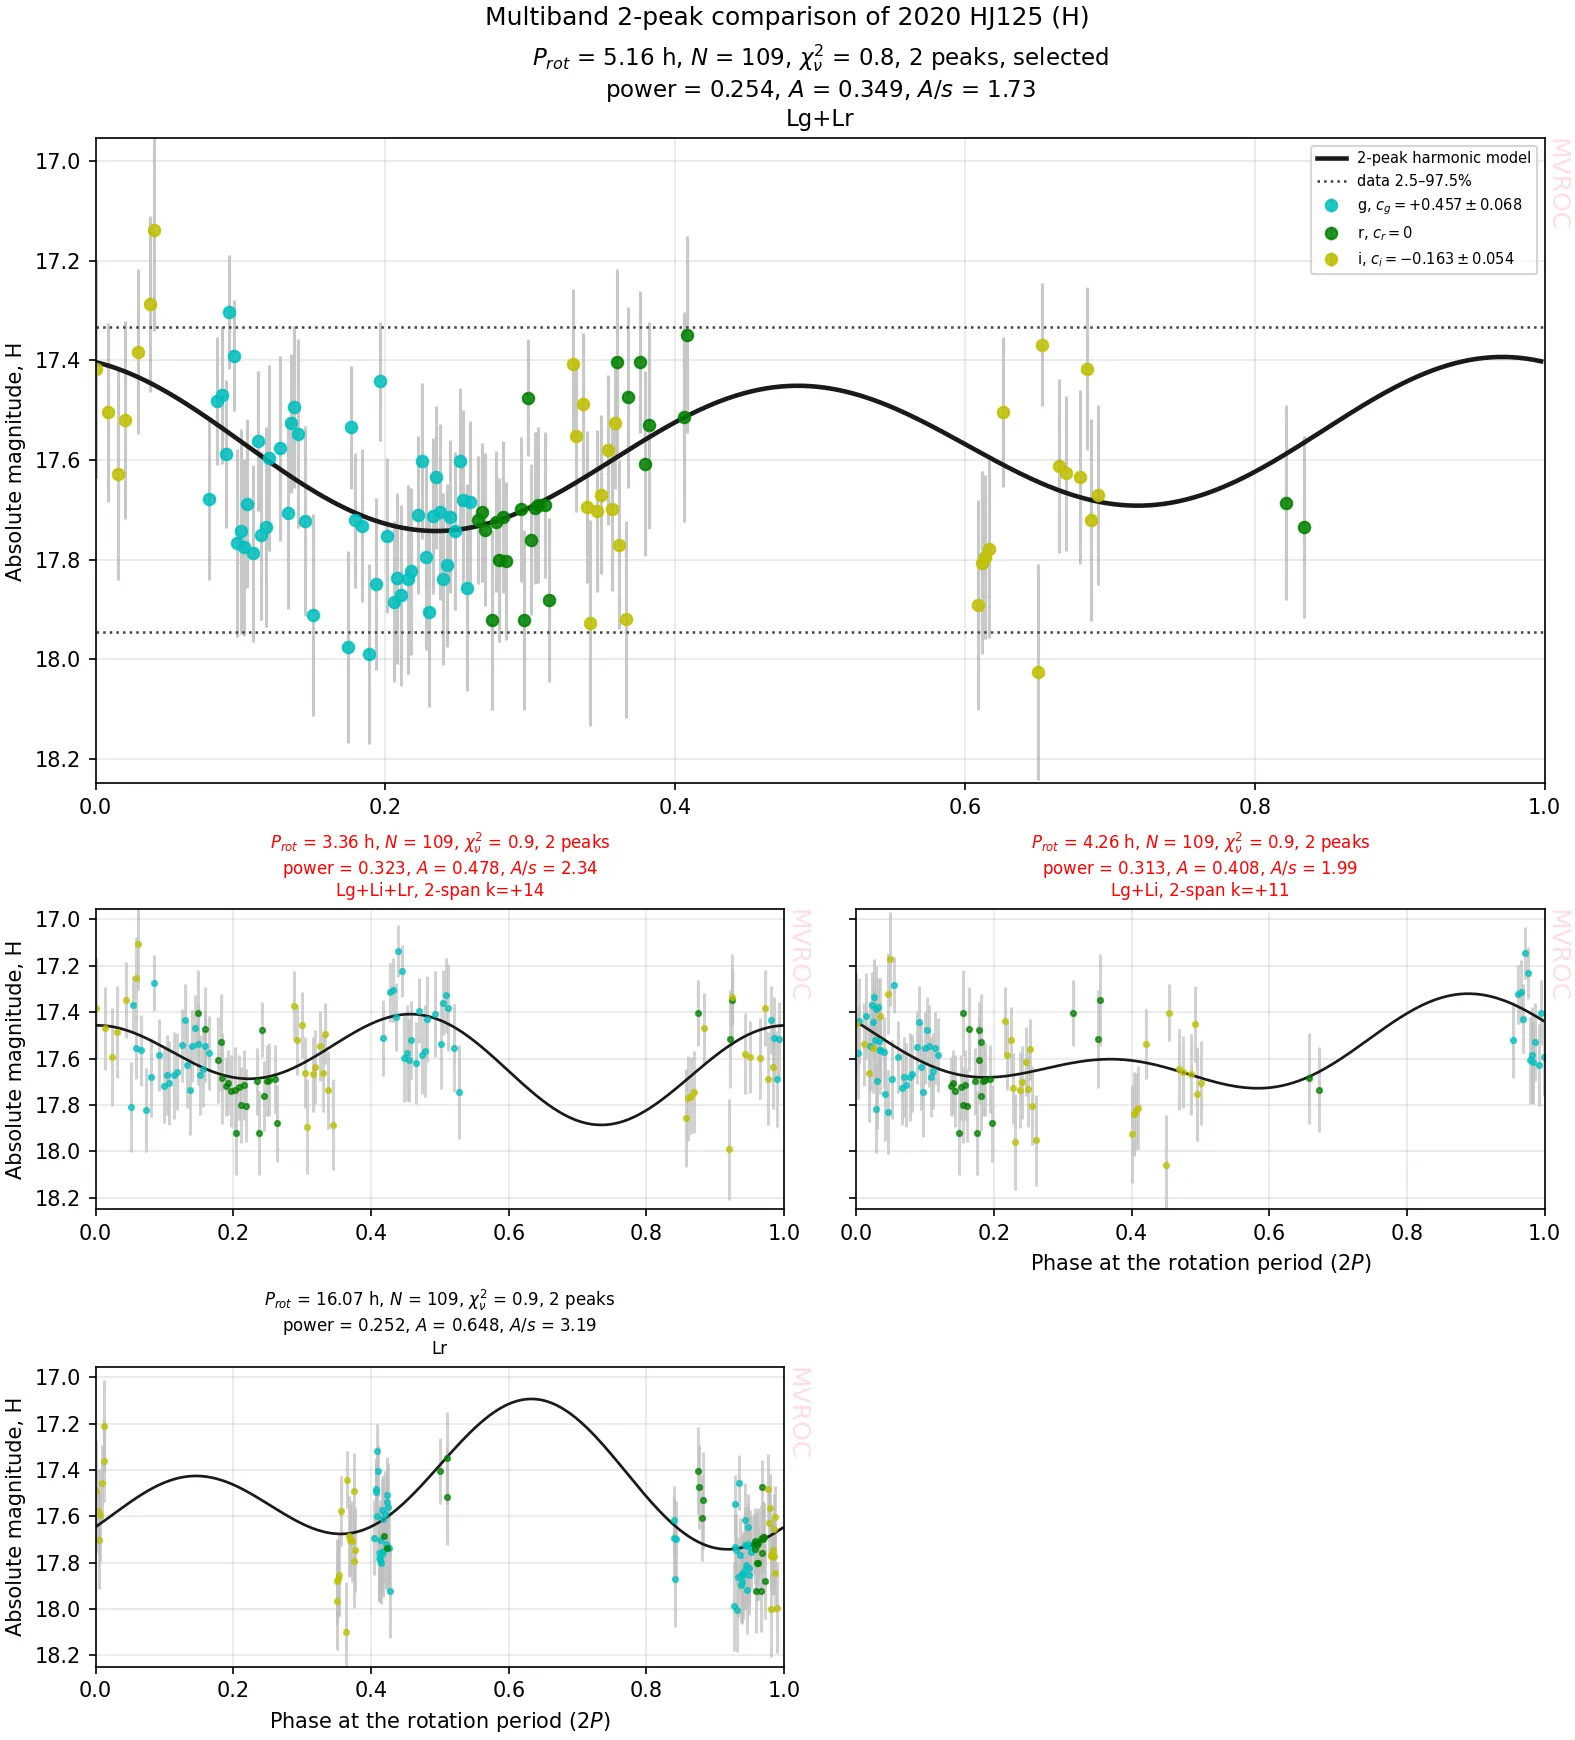 Multiband 2-peak comparison of 2020 HJ125 (H)
P_rot = 5.16 h, N = 109, χ²_ν = 0.8, 2 peaks, selected
power = 0.254, A = 0.349, A/s = 1.73
Lg+Lr
2-peak harmonic model
data 2.5–97.5%
g, c_g = +0.457 ± 0.068
r, c_r = 0
i, c_i = −0.163 ± 0.054
MVROC
Absolute magnitude, H
17.0
17.2
17.4
17.6
17.8
18.0
18.2
0.0 0.2 0.4 0.6 0.8 1.0
P_rot = 3.36 h, N = 109, χ²_ν = 0.9, 2 peaks
power = 0.323, A = 0.478, A/s = 2.34
Lg+Li+Lr, 2-span k=+14
MVROC
Absolute magnitude, H
17.0
17.2
17.4
17.6
17.8
18.0
18.2
0.0 0.2 0.4 0.6 0.8 1.0
P_rot = 4.26 h, N = 109, χ²_ν = 0.9, 2 peaks
power = 0.313, A = 0.408, A/s = 1.99
Lg+Li, 2-span k=+11
MVROC
0.0 0.2 0.4 0.6 0.8 1.0
Phase at the rotation period (2P)
P_rot = 16.07 h, N = 109, χ²_ν = 0.9, 2 peaks
power = 0.252, A = 0.648, A/s = 3.19
Lr
MVROC
Absolute magnitude, H
17.0
17.2
17.4
17.6
17.8
18.0
18.2
0.0 0.2 0.4 0.6 0.8 1.0
Phase at the rotation period (2P)